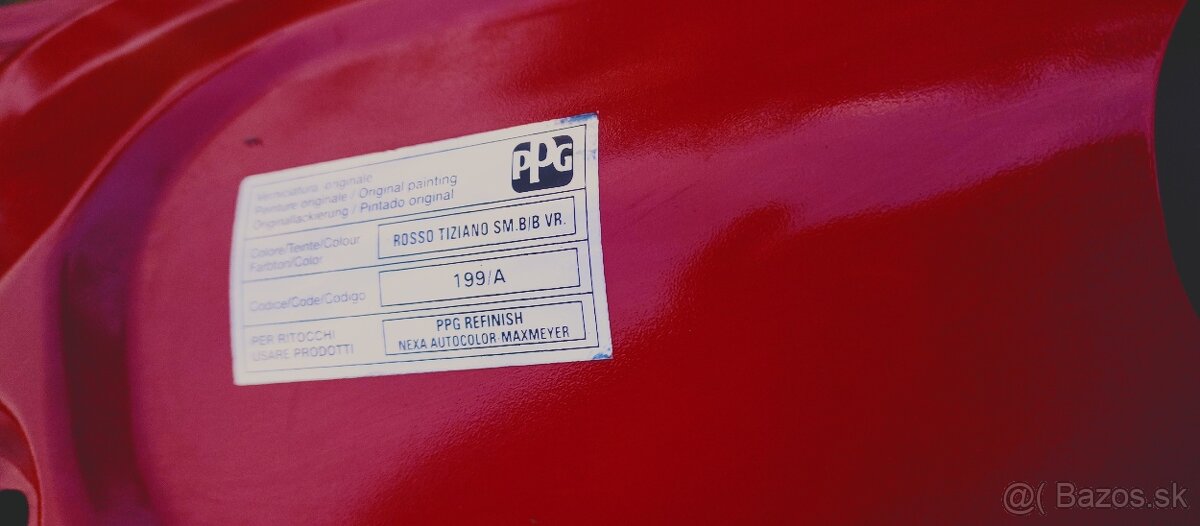 Verniciatura originale
Peinture originale / Original painting
Originallackierung / Pintado original
PPG
Colore/Teinte/Colour
Farbton/Color
ROSSO TIZIANO SM.B/B VR.
Codice/Code/Codigo
199/A
PER RITOCCHI
USARE PRODOTTI
PPG REFINISH
NEXA AUTOCOLOR-MAXMEYER
@( Bazos.sk